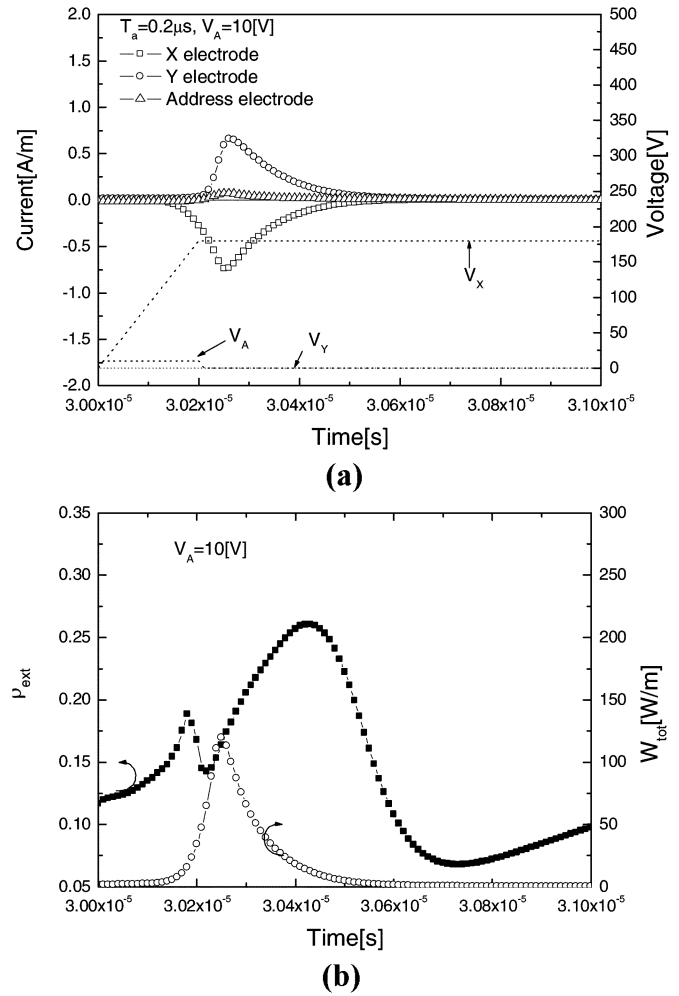 Tₐ=0.2μs, V_A=10[V]
X electrode
Y electrode
Address electrode
Current[A/m]
2.0
1.5
1.0
0.5
0.0
-0.5
-1.0
-1.5
-2.0
Voltage[V]
500
450
400
350
300
250
200
150
100
50
0
V_X
V_A
V_Y
3.00x10⁻⁵ 3.02x10⁻⁵ 3.04x10⁻⁵ 3.06x10⁻⁵ 3.08x10⁻⁵ 3.10x10⁻⁵
Time[s]
(a)
V_A=10[V]
ρ_ext
0.35
0.30
0.25
0.20
0.15
0.10
0.05
W_tot[W/m]
300
250
200
150
100
50
0
3.00x10⁻⁵ 3.02x10⁻⁵ 3.04x10⁻⁵ 3.06x10⁻⁵ 3.08x10⁻⁵ 3.10x10⁻⁵
Time[s]
(b)